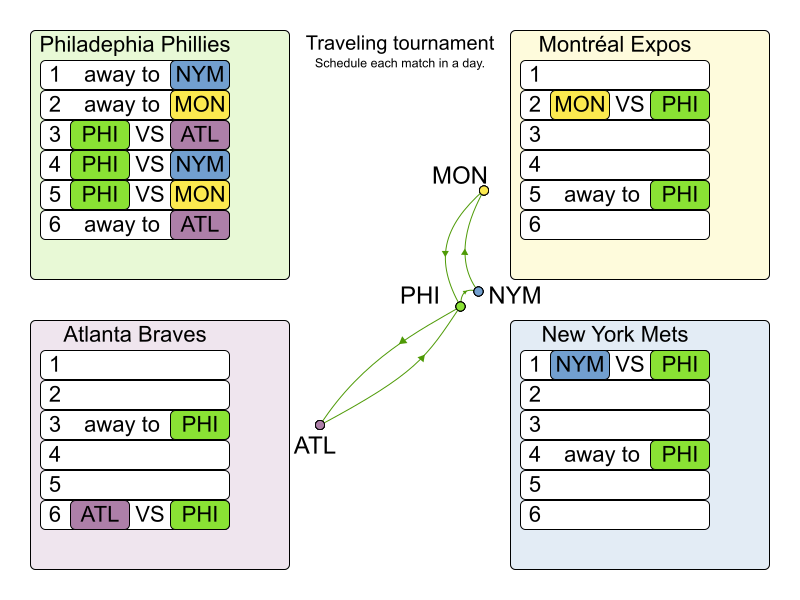 Philadephia Phillies
1 away to NYM
2 away to MON
3 PHI VS ATL
4 PHI VS NYM
5 PHI VS MON
6 away to ATL
Traveling tournament
Schedule each match in a day.
Montréal Expos
1
2 MON VS PHI
3
4
5 away to PHI
6
MON
PHI
NYM
ATL
Atlanta Braves
1
2
3 away to PHI
4
5
6 ATL VS PHI
New York Mets
1 NYM VS PHI
2
3
4 away to PHI
5
6